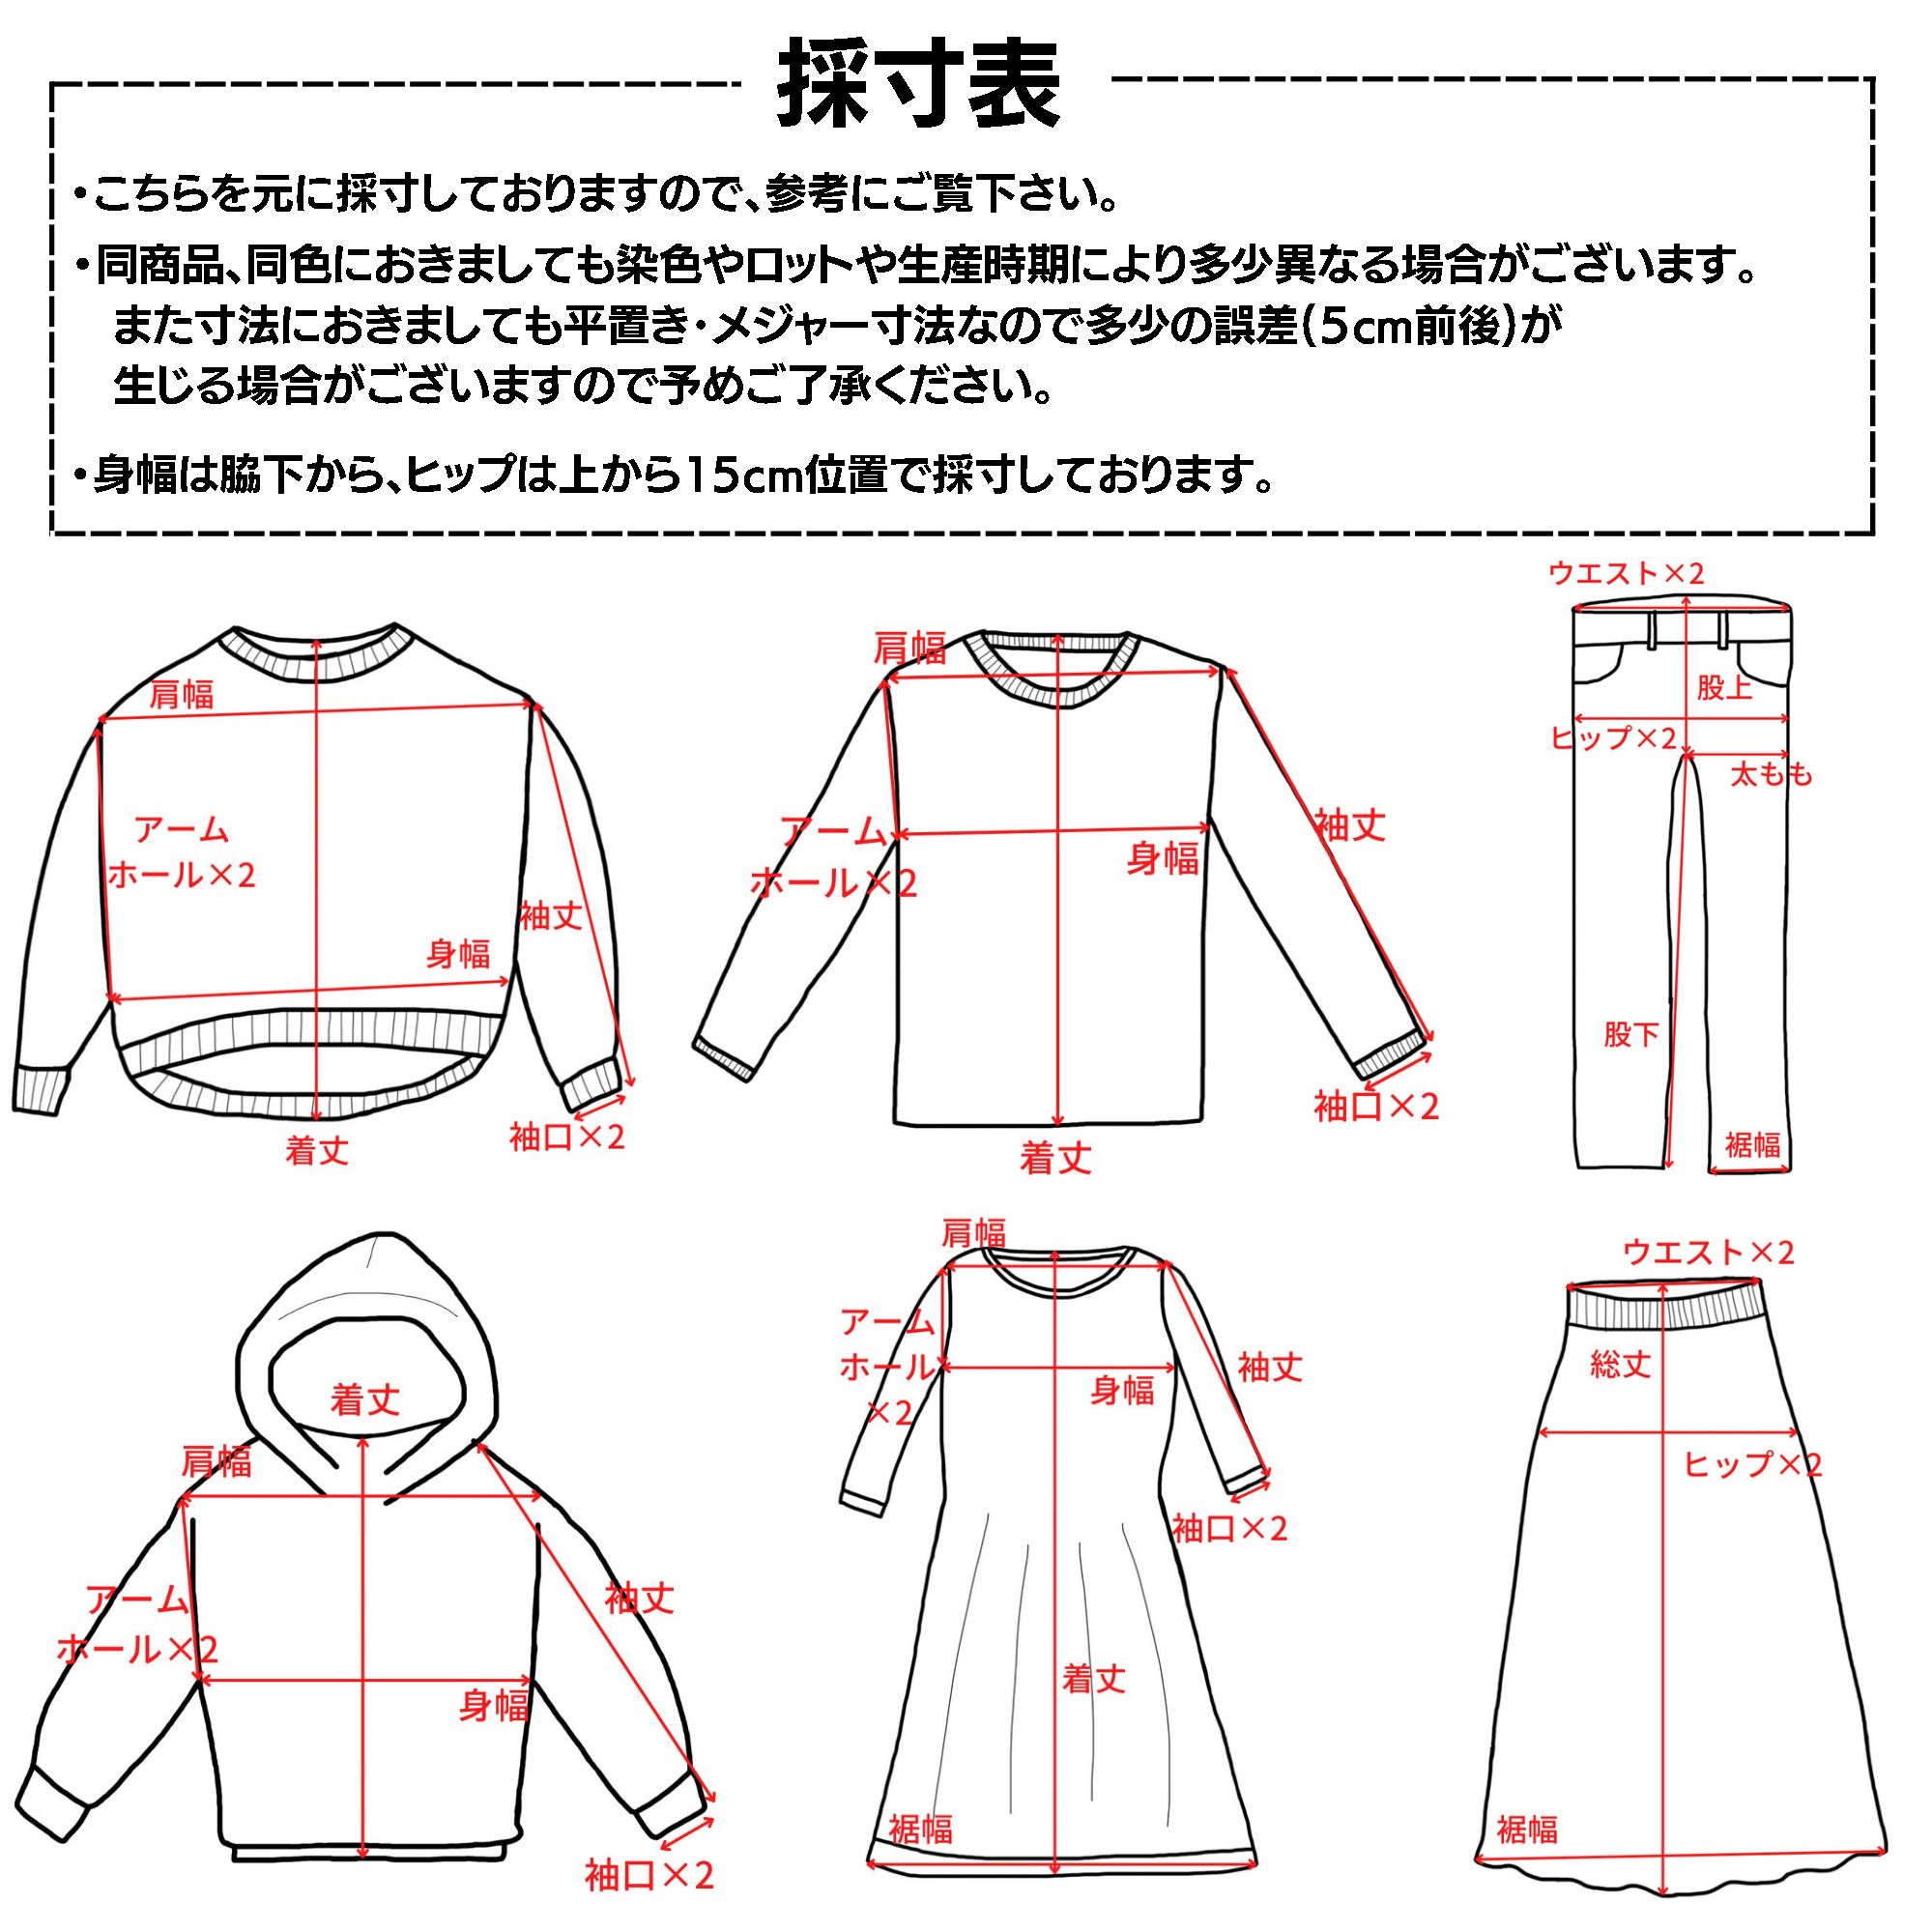 採寸表
・こちらを元に採寸しておりますので、参考にご覧下さい。
・同商品、同色におきましても染色やロットや生産時期により多少異なる場合がございます。
また寸法におきましても平置き・メジャー寸法なので多少の誤差(5cm前後)が
生じる場合がございますので予めご了承ください。
・身幅は脇下から、ヒップは上から15cm位置で採寸しております。
肩幅
アーム
ホール×2
袖丈
身幅
袖口×2
着丈
肩幅
アーム
ホール×2
身幅
袖丈
袖口×2
着丈
ウエスト×2
股上
ヒップ×2
太もも
股下
裾幅
着丈
肩幅
アーム
ホール×2
袖丈
身幅
袖口×2
肩幅
アーム
ホール
×2
身幅
袖丈
袖口×2
着丈
裾幅
ウエスト×2
総丈
ヒップ×2
裾幅